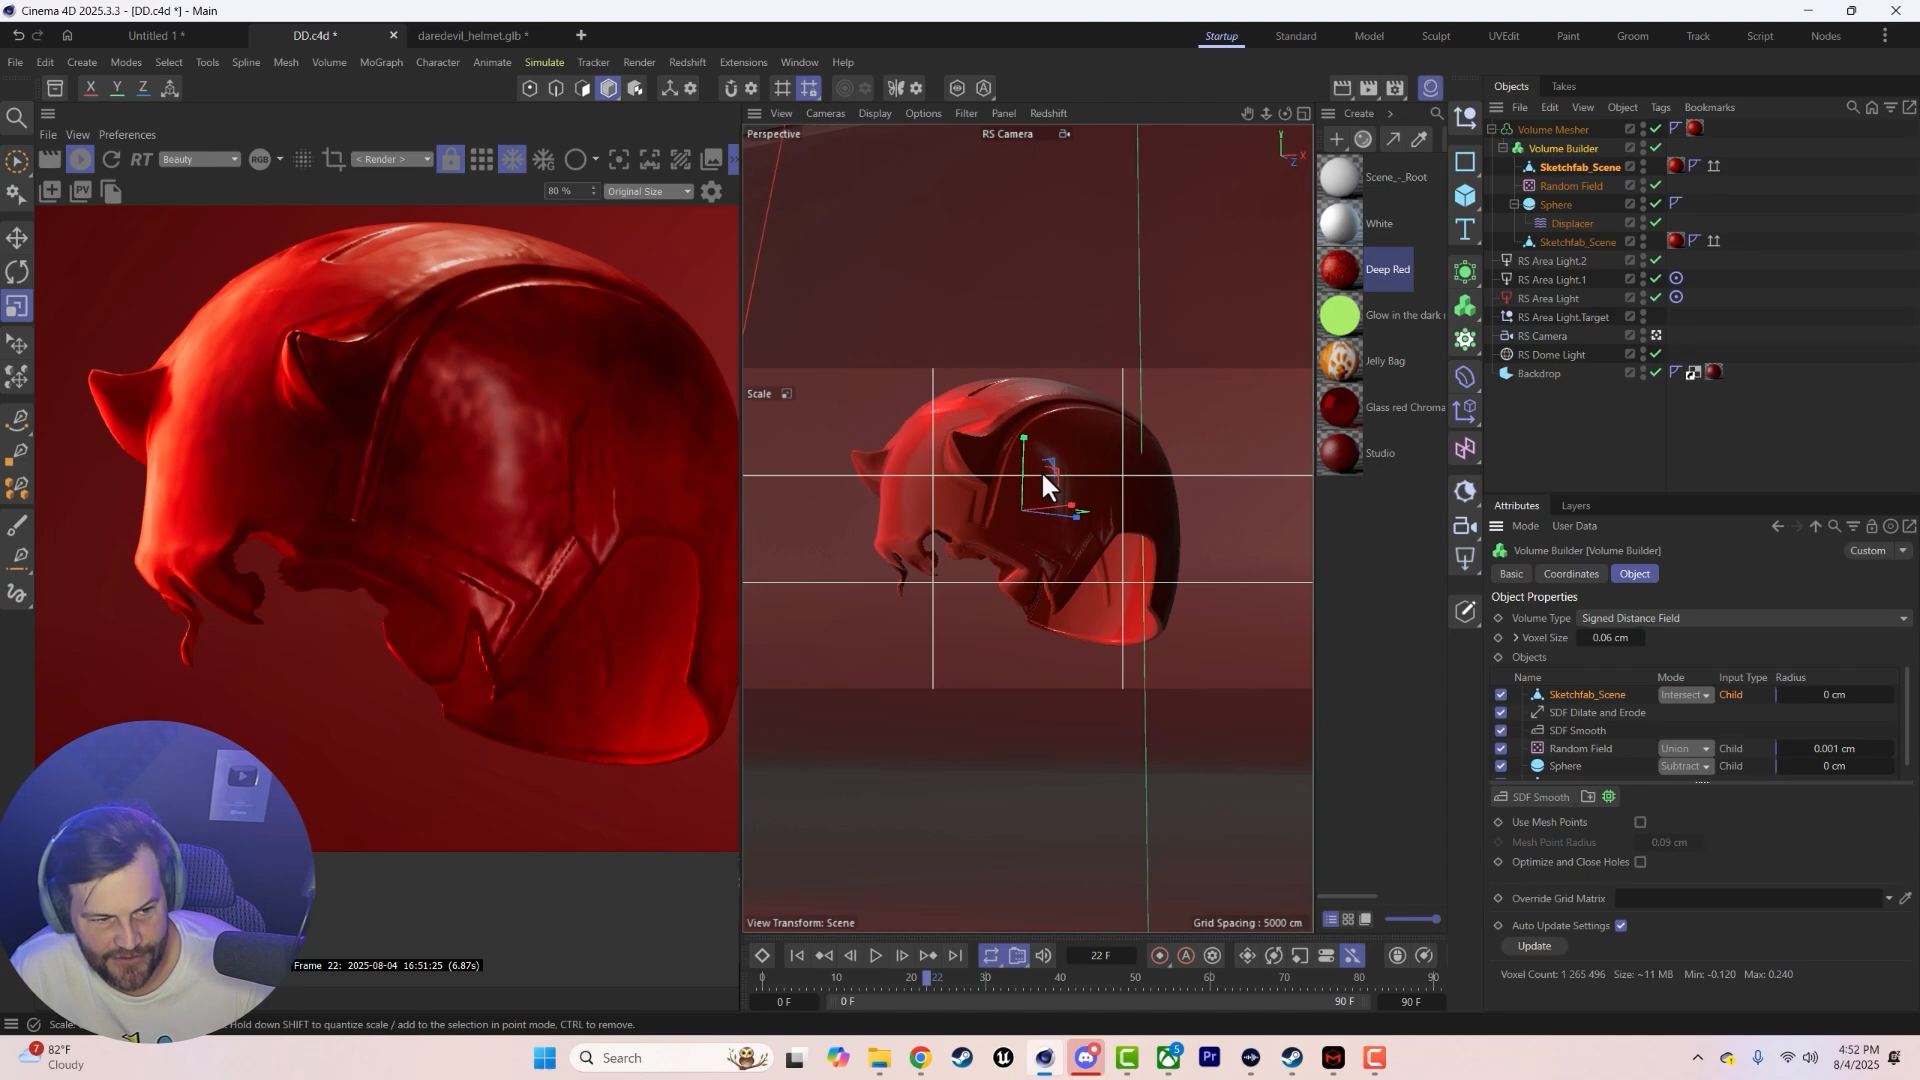 Cinema 4D 2025.3.3 - [DD.c4d *] - Main
Untitled 1 *
DD.c4d *
daredevil_helmet.glb *
Startup
Standard
Model
Sculpt
UVEdit
Paint
Groom
Track
Script
Nodes
File Edit Create Modes Select Tools Spline Mesh Volume MoGraph Character Animate Simulate Tracker Render Redshift Extensions Window Help
X Y Z
Objects
Takes
File Edit View Object Tags Bookmarks
View Cameras Display Options Filter Panel Redshift
Create
File View Preferences
Perspective
RS Camera
RT
Beauty
RGB
< Render >
PV
80 %
Original Size
Volume Mesher
Volume Builder
Sketchfab_Scene
Random Field
Sphere
Displacer
Sketchfab_Scene
RS Area Light.2
RS Area Light.1
RS Area Light
RS Area Light.Target
RS Camera
RS Dome Light
Backdrop
Scene_-_Root
White
Deep Red
Glow in the dark
Jelly Bag
Glass red Chroma
Studio
Scale
View Transform: Scene
Grid Spacing : 5000 cm
Attributes
Layers
Mode User Data
Volume Builder [Volume Builder]
Custom
Basic
Coordinates
Object
Object Properties
Volume Type
Signed Distance Field
Voxel Size
0.06 cm
Objects
Name Mode Input Type Radius
Sketchfab_Scene Intersect Child 0 cm
SDF Dilate and Erode
SDF Smooth
Random Field Union Child 0.001 cm
Sphere Subtract Child 0 cm
SDF Smooth
Use Mesh Points
Mesh Point Radius 0.09 cm
Optimize and Close Holes
Override Grid Matrix
Auto Update Settings
Update
Voxel Count: 1 265 496 Size: ~11 MB Min: -0.120 Max: 0.240
Frame 22: 2025-08-04 16:51:25 (6.87s)
22 F
0 10 20 22 30 40 50 60 70 80 90
0 F
0 F
90 F
90 F
Scale:
Hold down SHIFT to quantize scale / add to the selection in point mode, CTRL to remove.
7
82°F
Cloudy
Search
5
Pr
4:52 PM
8/4/2025